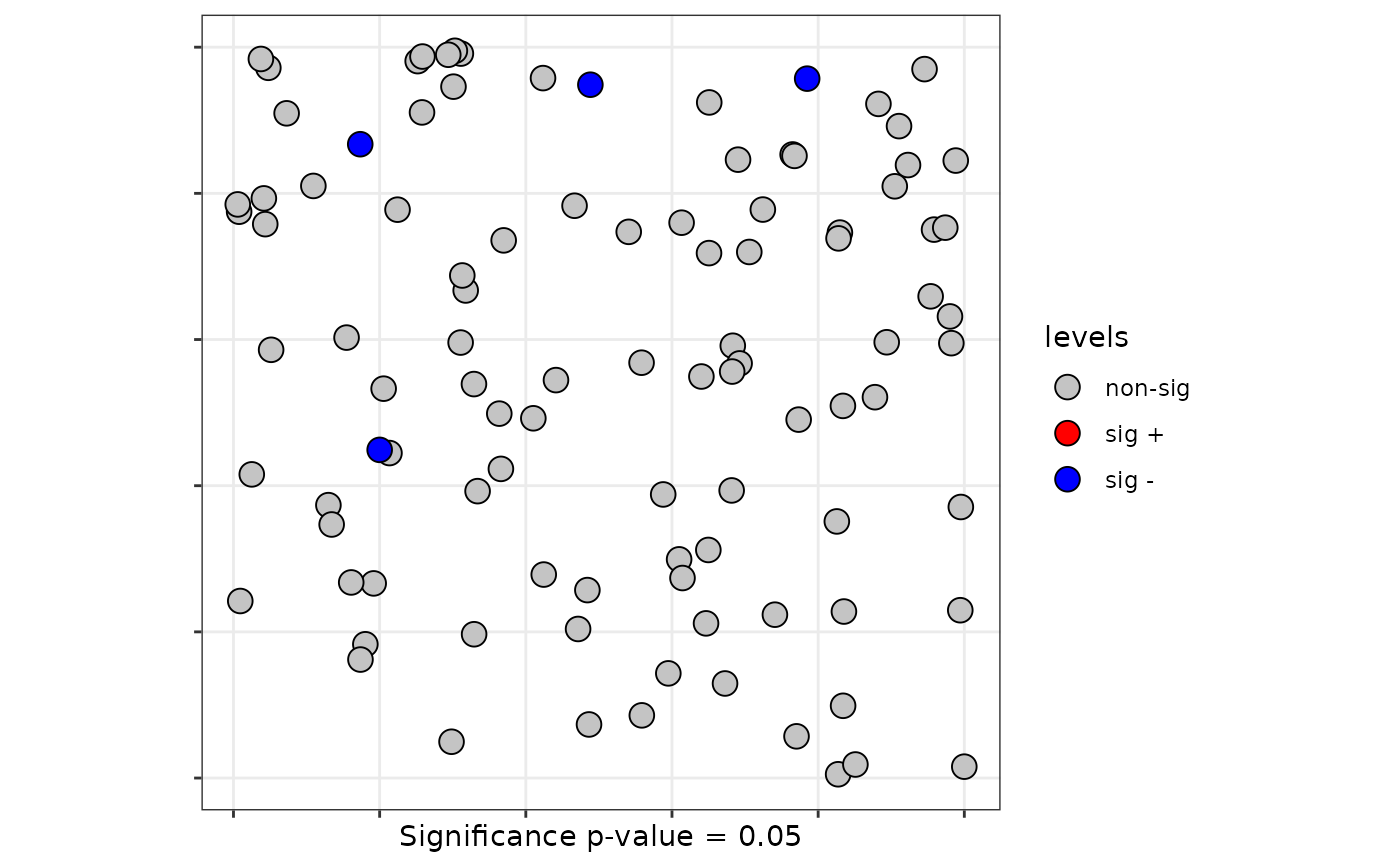 levels
non-sig
sig +
sig -
Significance p-value = 0.05